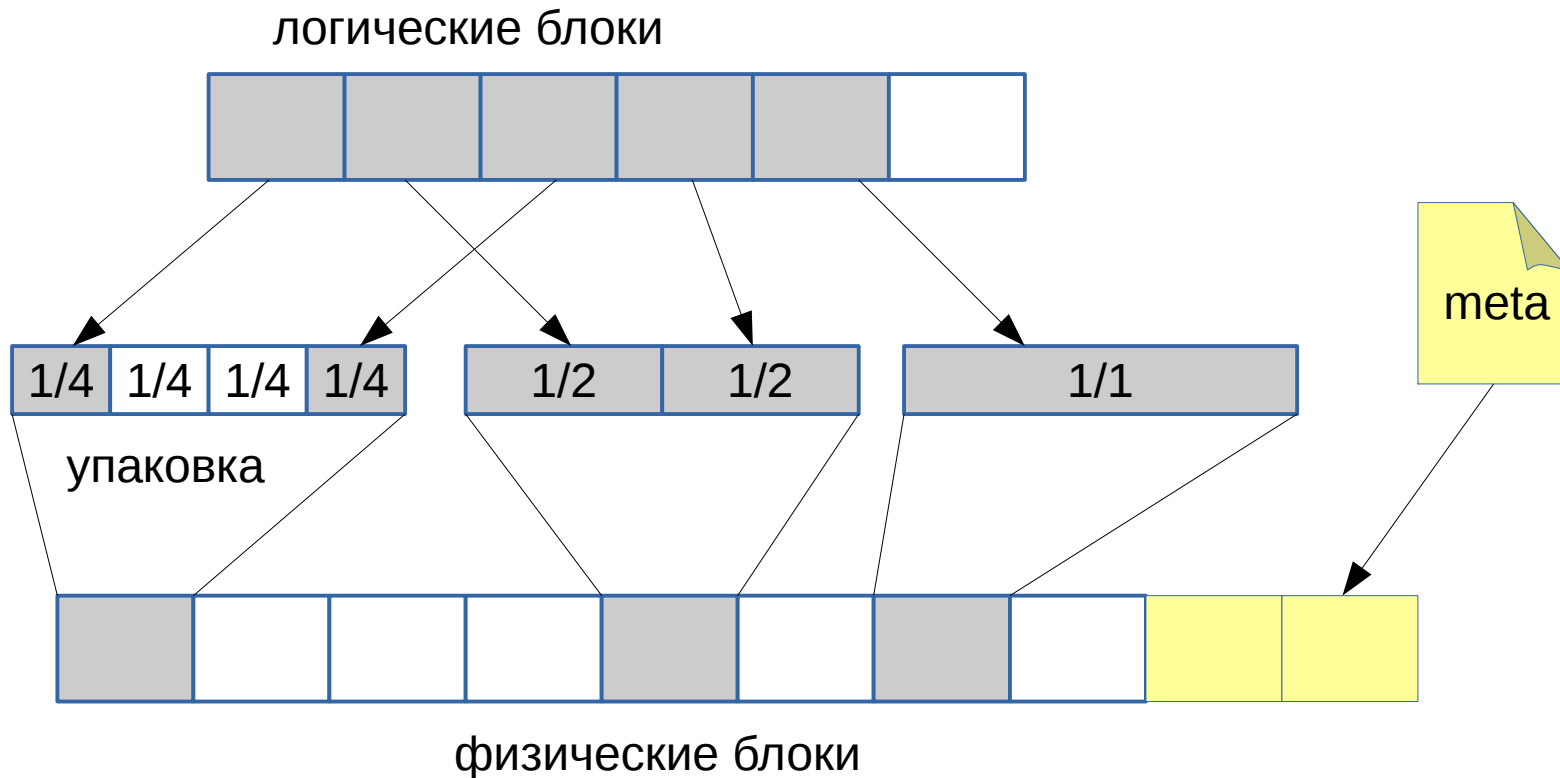 логические блоки
meta
1/4 1/4 1/4 1/4 1/2 1/2 1/1
упаковка
физические блоки